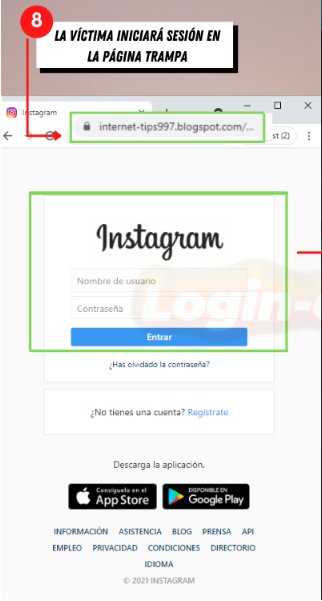 8
LA VÍCTIMA INICIARÁ SESIÓN EN
LA PÁGINA TRAMPA
Instagram
internet-tips997.blogspot.com/...
st (2)
Instagram
Nombre de usuario
Contraseña
Login-
Entrar
¿Has olvidado la contraseña?
¿No tienes una cuenta? Regístrate
Descarga la aplicación.
Consíguelo en el
App Store
DISPONIBLE EN
Google Play
INFORMACIÓN ASISTENCIA BLOG PRENSA API
EMPLEO PRIVACIDAD CONDICIONES DIRECTORIO
IDIOMA
© 2021 INSTAGRAM